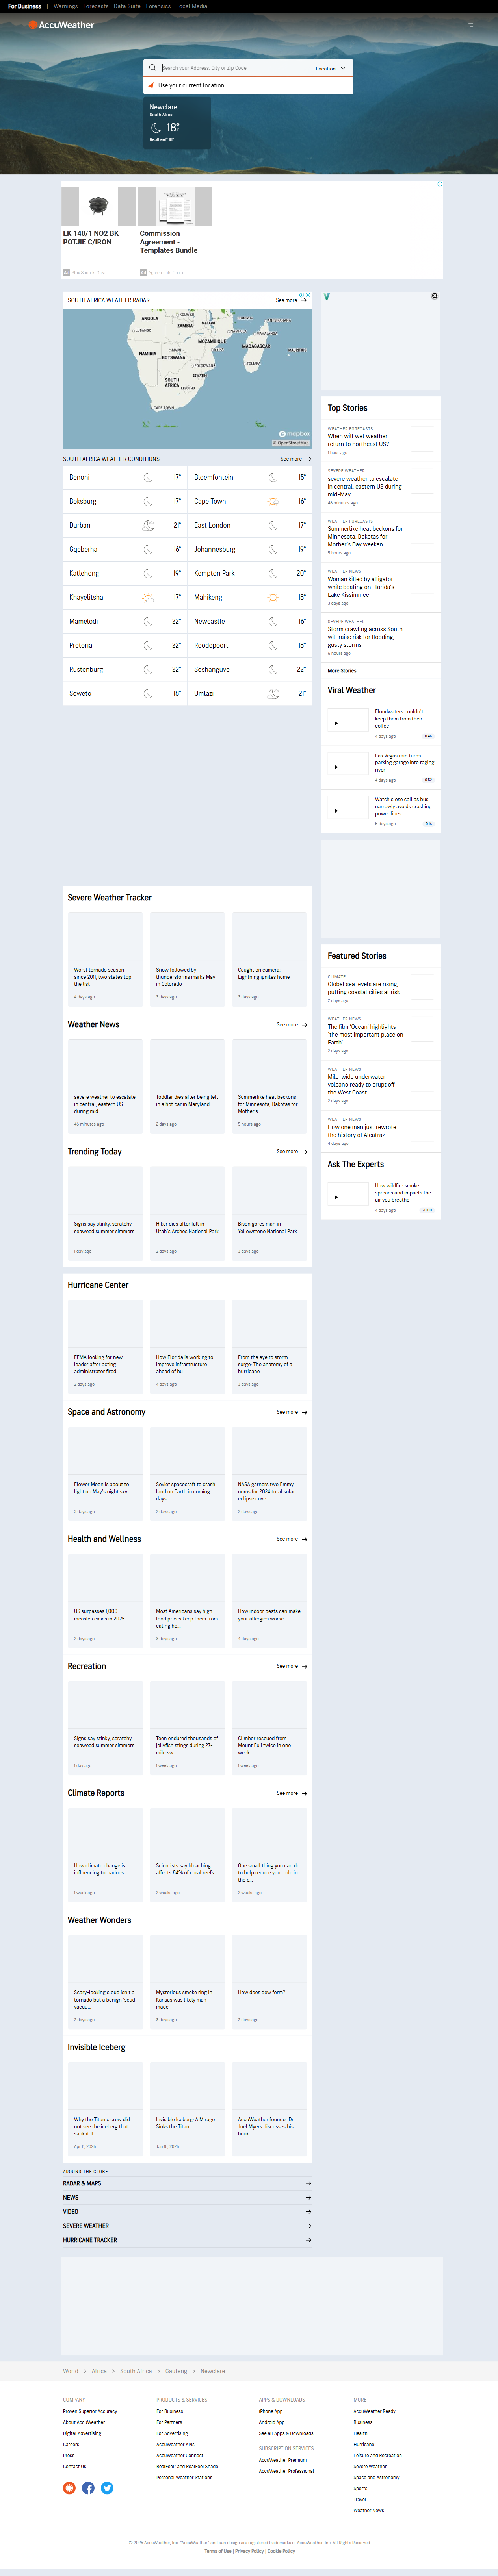 For Business | Warnings Forecasts Data Suite Forensics Local Media
AccuWeather
Search your Address, City or Zip Code
Location
Use your current location
Newclare
South Africa
18°
RealFeel® 18°
LK 140/1 NO2 BK
POTJIE C/IRON
Commission
Agreement -
Templates Bundle
Ad
Ad Agreements Online
SOUTH AFRICA WEATHER RADAR
See more
ANGOLA
KOLWEZI
LUBANGO
ZAMBIA
MALAWI
COMOROS
ANTSIRANANA
MOZAMBIQUE
MAHAJANGA
HARARE
MADAGASCAR
MAURITIUS
NAMIBIA
BOTSWANA
MAUN
TOLIARA
POLOKWANE
ESWATINI
SOUTH
AFRICA
LESOTHO
CAPE TOWN
mapbox
© OpenStreetMap
SOUTH AFRICA WEATHER CONDITIONS
See more
Benoni 17°
Bloemfontein 15°
Boksburg 17°
Cape Town 16°
Durban 21°
East London 17°
Gqeberha 16°
Johannesburg 19°
Katlehong 19°
Kempton Park 20°
Khayelitsha 17°
Mahikeng 18°
Mamelodi 22°
Newcastle 16°
Pretoria 22°
Roodepoort 18°
Rustenburg 22°
Soshanguve 22°
Soweto 18°
Umlazi 21°
Top Stories
WEATHER FORECASTS
When will wet weather
return to northeast US?
1 hour ago
SEVERE WEATHER
severe weather to escalate
in central, eastern US during
mid-May
46 minutes ago
WEATHER FORECASTS
Summerlike heat beckons for
Minnesota, Dakotas for
Mother's Day weeken...
5 hours ago
WEATHER NEWS
Woman killed by alligator
while boating on Florida's
Lake Kissimmee
3 days ago
SEVERE WEATHER
Storm crawling across South
will raise risk for flooding,
gusty storms
6 hours ago
More Stories
Viral Weather
Floodwaters couldn't
keep them from their
coffee
4 days ago
0:46
Las Vegas rain turns
parking garage into raging
river
4 days ago
0:52
Watch close call as bus
narrowly avoids crashing
power lines
5 days ago
0:14
Featured Stories
CLIMATE
Global sea levels are rising,
putting coastal cities at risk
2 days ago
WEATHER NEWS
The film 'Ocean' highlights
'the most important place on
Earth'
2 days ago
WEATHER NEWS
Mile-wide underwater
volcano ready to erupt off
the West Coast
2 days ago
WEATHER NEWS
How one man just rewrote
the history of Alcatraz
4 days ago
Ask The Experts
How wildfire smoke
spreads and impacts the
air you breathe
4 days ago
Severe Weather Tracker
Worst tornado season
since 2011, two states top
the list
4 days ago
Snow followed by
thunderstorms marks May
in Colorado
3 days ago
Caught on camera:
Lightning ignites home
3 days ago
Weather News
See more
severe weather to escalate
in central, eastern US
during mid...
46 minutes ago
Toddler dies after being left
in a hot car in Maryland
2 days ago
Summerlike heat beckons
for Minnesota, Dakotas for
Mother's ...
5 hours ago
Trending Today
See more
Signs say stinky, scratchy
seaweed summer simmers
1 day ago
Hiker dies after fall in
Utah's Arches National Park
2 days ago
Bison gores man in
Yellowstone National Park
3 days ago
Hurricane Center
FEMA looking for new
leader after acting
administrator fired
2 days ago
How Florida is working to
improve infrastructure
ahead of hu...
4 days ago
From the eye to storm
surge: The anatomy of a
hurricane
3 days ago
Space and Astronomy
See more
Flower Moon is about to
light up May's night sky
3 days ago
Soviet spacecraft to crash
land on Earth in coming
days
2 days ago
NASA garners two Emmy
noms for 2024 total solar
eclipse cove...
2 days ago
Health and Wellness
See more
US surpasses 1,000
measles cases in 2025
2 days ago
Most Americans say high
food prices keep them from
eating he...
3 days ago
How indoor pests can make
your allergies worse
4 days ago
Recreation
See more
Signs say stinky, scratchy
seaweed summer simmers
1 day ago
Teen endured thousands of
jellyfish stings during 27-
mile sw...
1 week ago
Climber rescued from
Mount Fuji twice in one
week
1 week ago
Climate Reports
See more
How climate change is
influencing tornadoes
1 week ago
Scientists say bleaching
affects 84% of coral reefs
2 weeks ago
One small thing you can do
to help reduce your role in
the c...
2 weeks ago
Weather Wonders
Scary-looking cloud isn't a
tornado but a benign 'scud
vacuu...
2 days ago
Mysterious smoke ring in
Kansas was likely man-
made
3 days ago
How does dew form?
2 days ago
Invisible Iceberg
Why the Titanic crew did
not see the iceberg that
sank it 11...
Apr 11, 2025
Invisible Iceberg: A Mirage
Sinks the Titanic
Jan 15, 2025
AccuWeather founder Dr.
Joel Myers discusses his
book
AROUND THE GLOBE
RADAR & MAPS
NEWS
VIDEO
SEVERE WEATHER
HURRICANE TRACKER
World > Africa > South Africa > Gauteng > Newclare
COMPANY
Proven Superior Accuracy
About AccuWeather
Digital Advertising
Careers
Press
Contact Us
PRODUCTS & SERVICES
For Business
For Partners
For Advertising
AccuWeather APIs
AccuWeather Connect
RealFeel® and RealFeel Shade™
Personal Weather Stations
APPS & DOWNLOADS
iPhone App
Android App
See all Apps & Downloads
SUBSCRIPTION SERVICES
AccuWeather Premium
AccuWeather Professional
MORE
AccuWeather Ready
Business
Health
Hurricane
Leisure and Recreation
Severe Weather
Space and Astronomy
Sports
Travel
Weather News
© 2025 AccuWeather, Inc. "AccuWeather" and sun design are registered trademarks of AccuWeather, Inc. All Rights Reserved.
Terms of Use | Privacy Policy | Cookie Policy